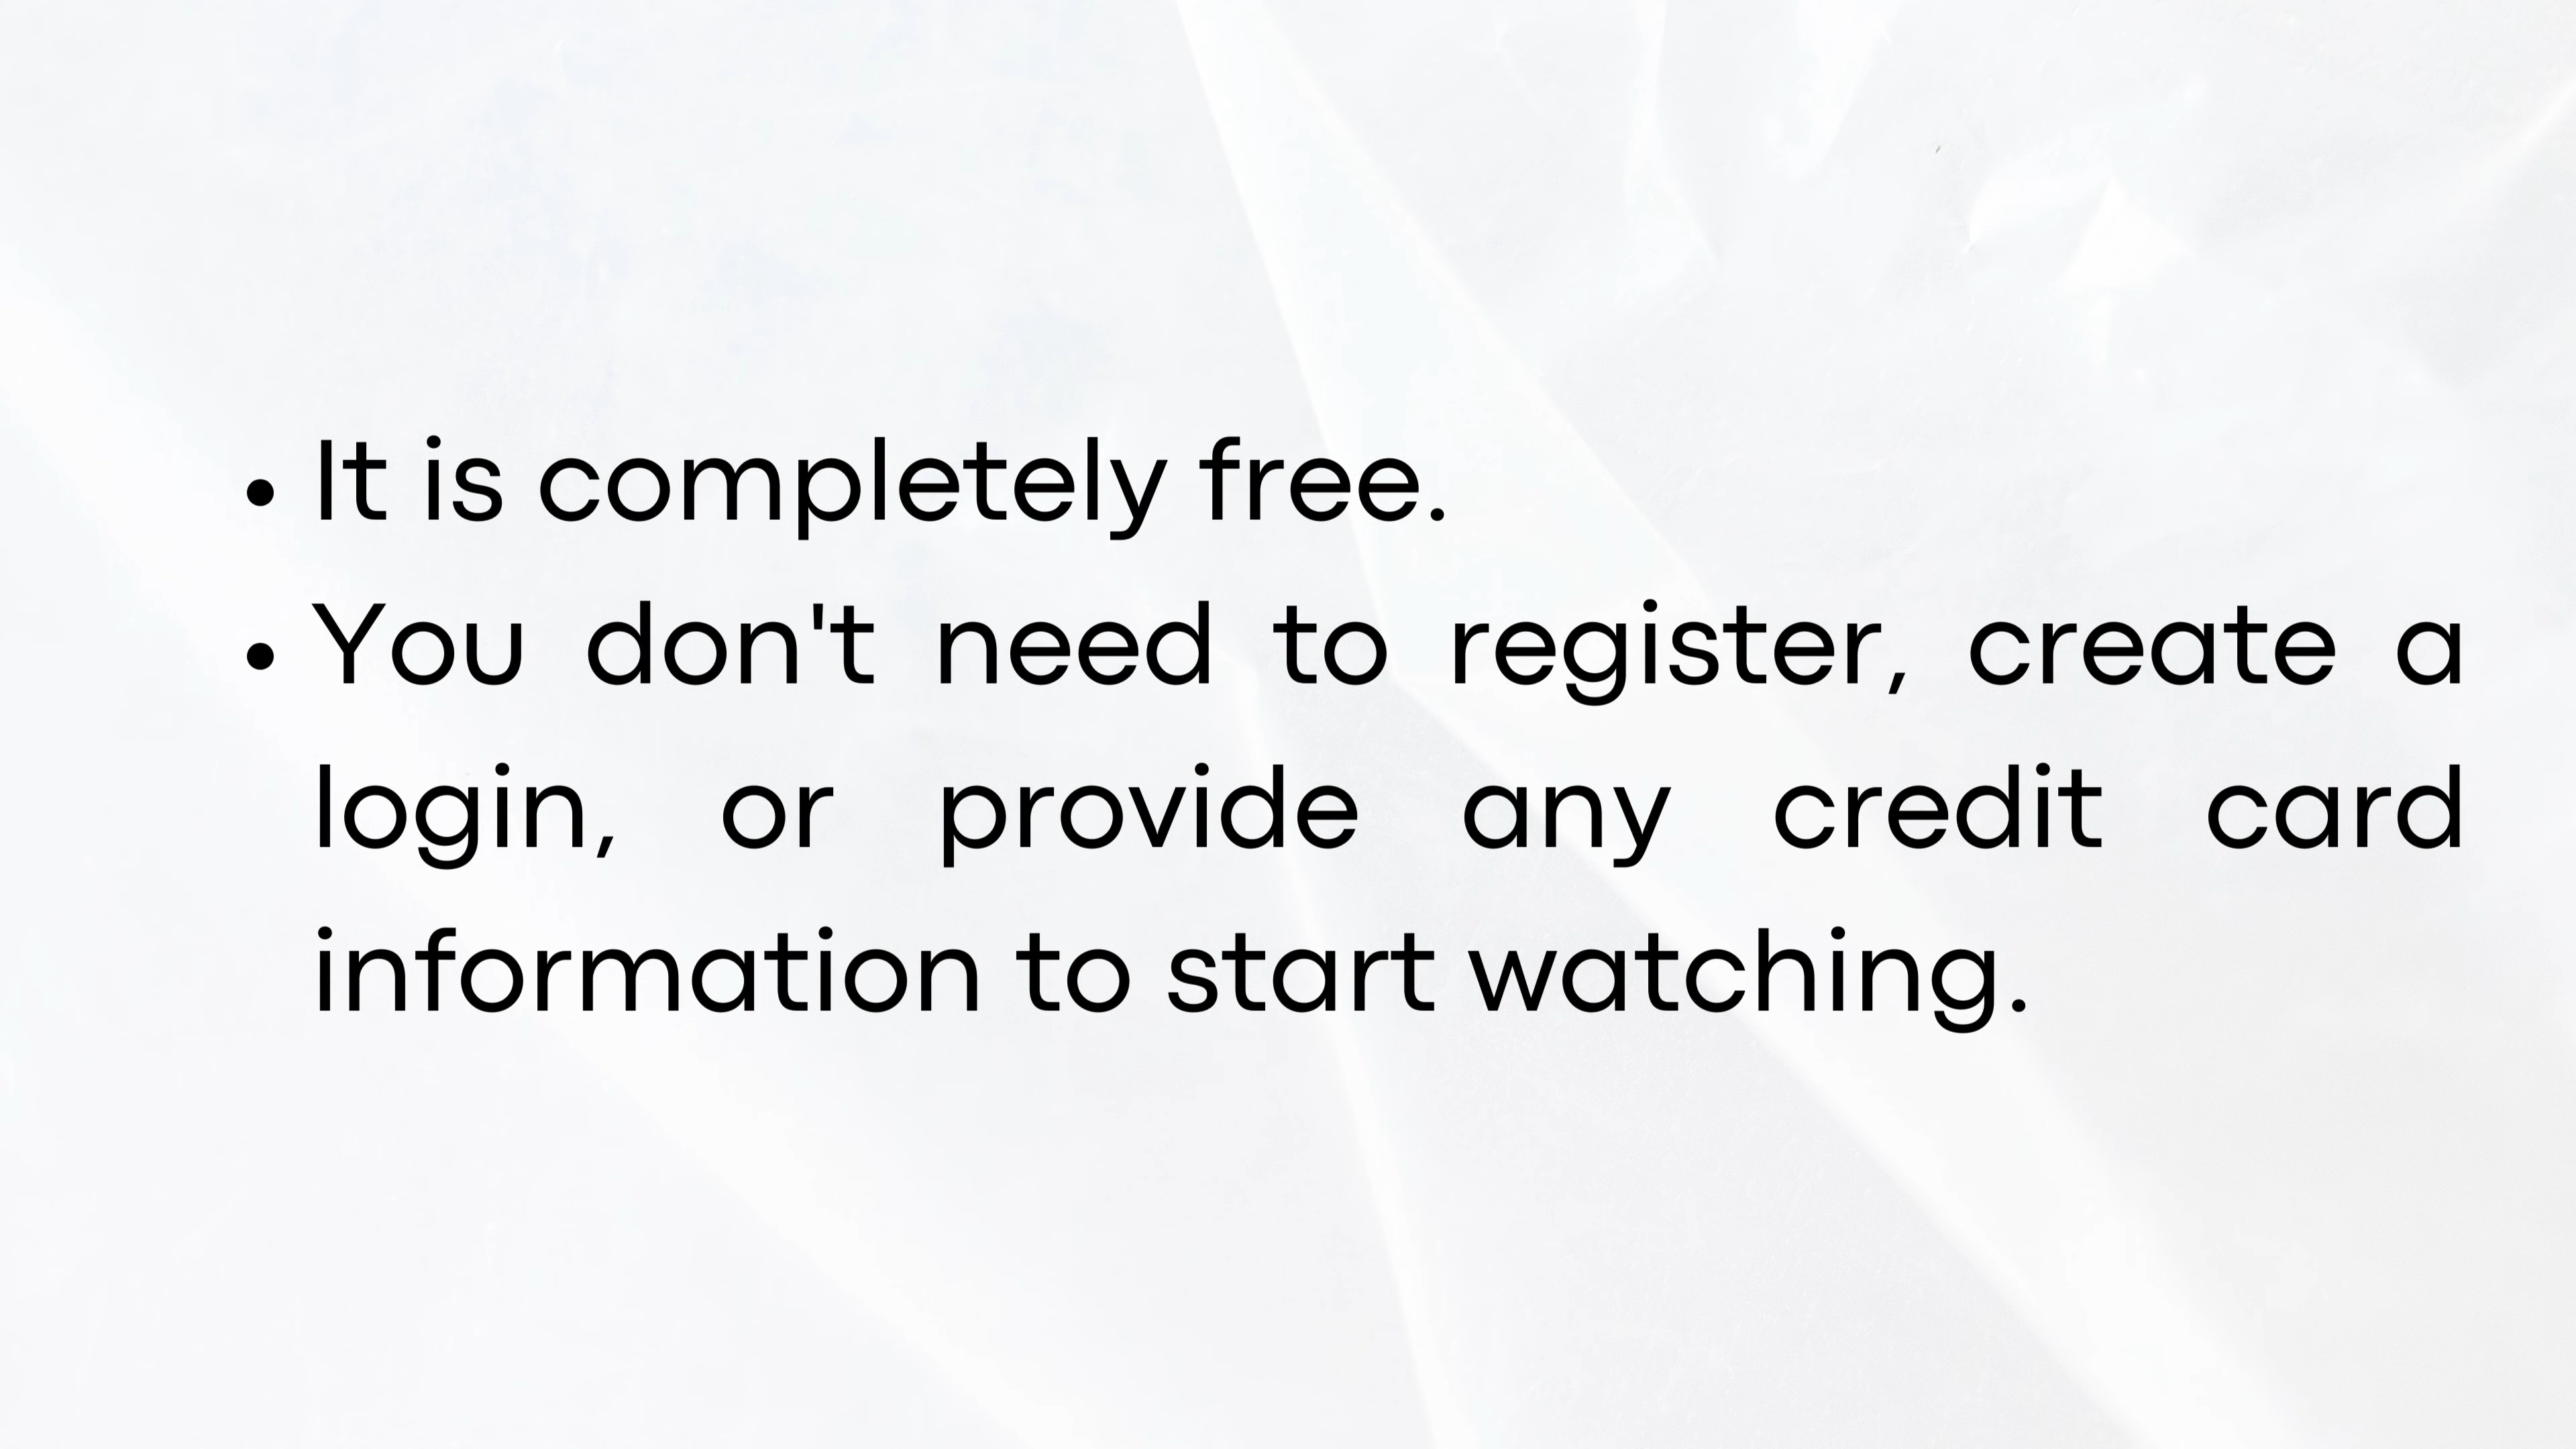 • It is completely free.
• You don't need to register, create a
login, or provide any credit card
information to start watching.